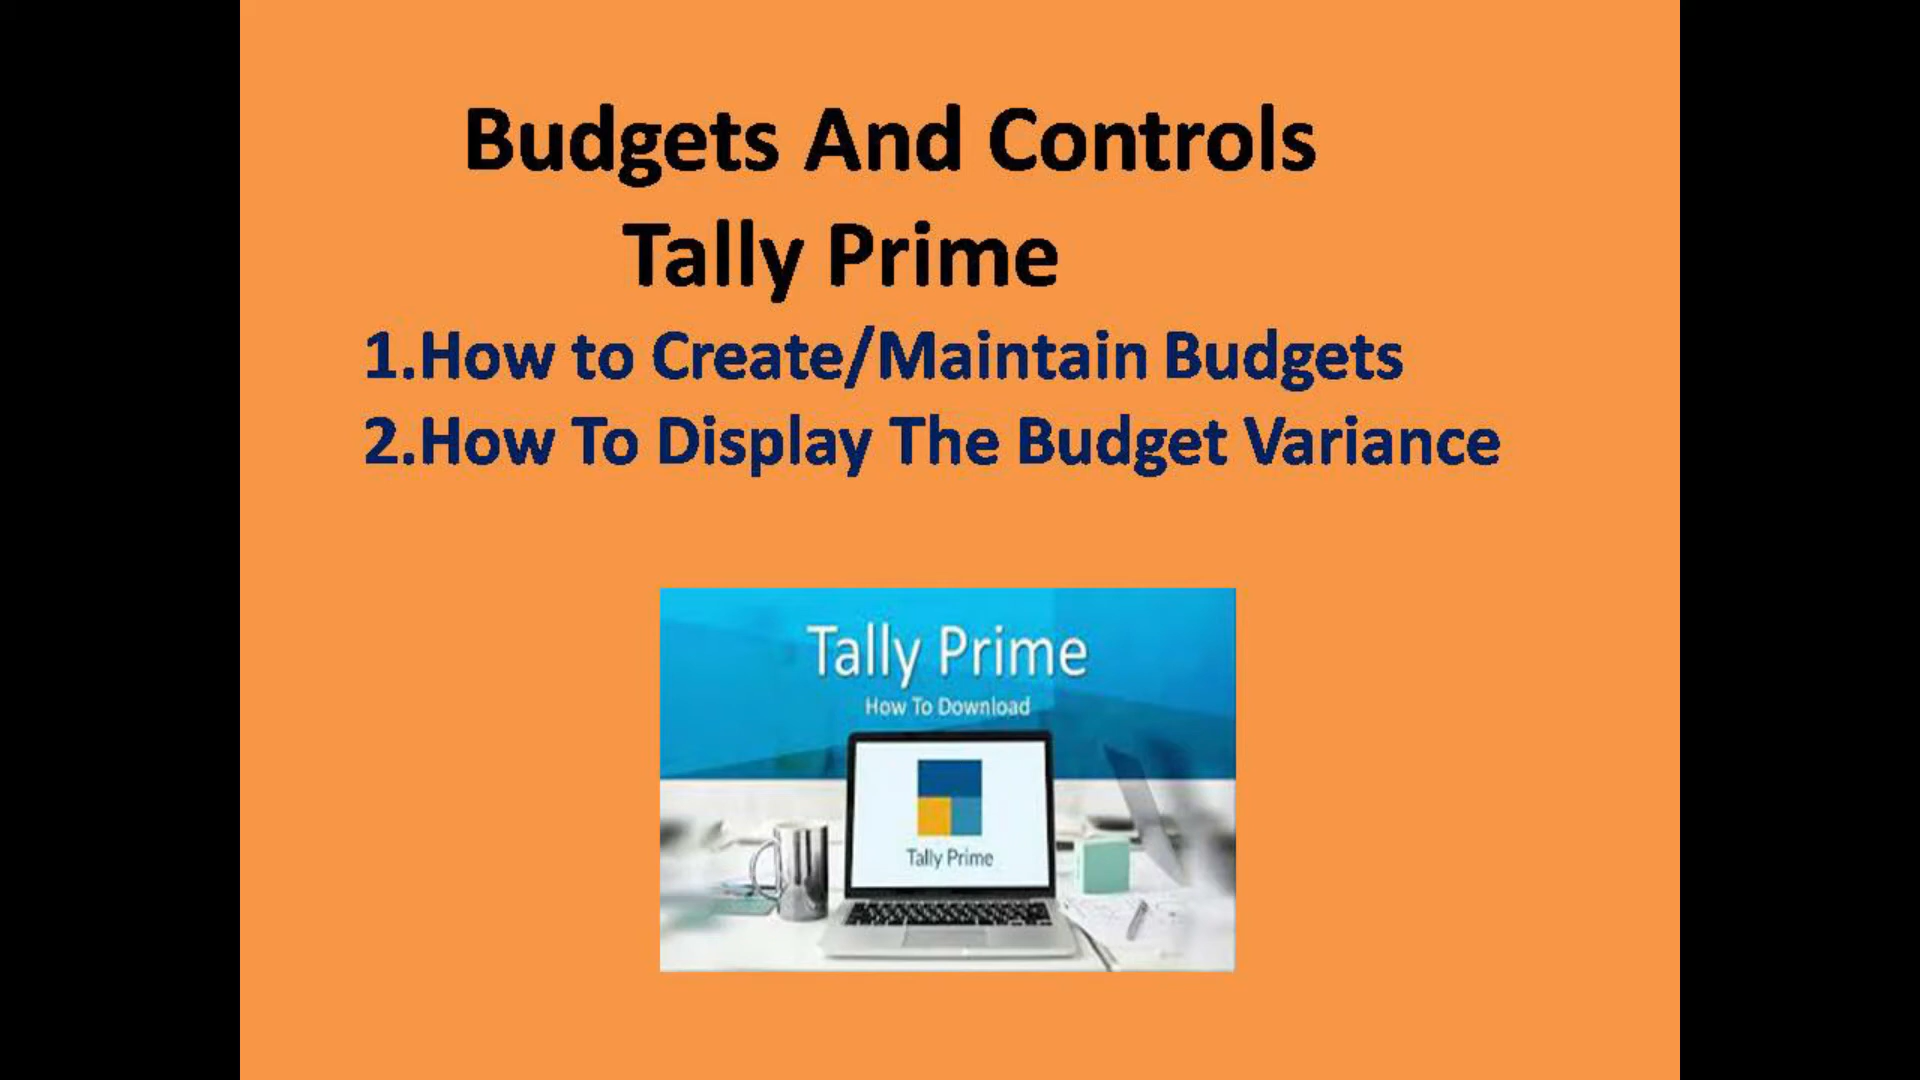 Budgets And Controls
Tally Prime
1.How to Create/Maintain Budgets
2.How To Display The Budget Variance
Tally Prime
How To Download
Tally Prime